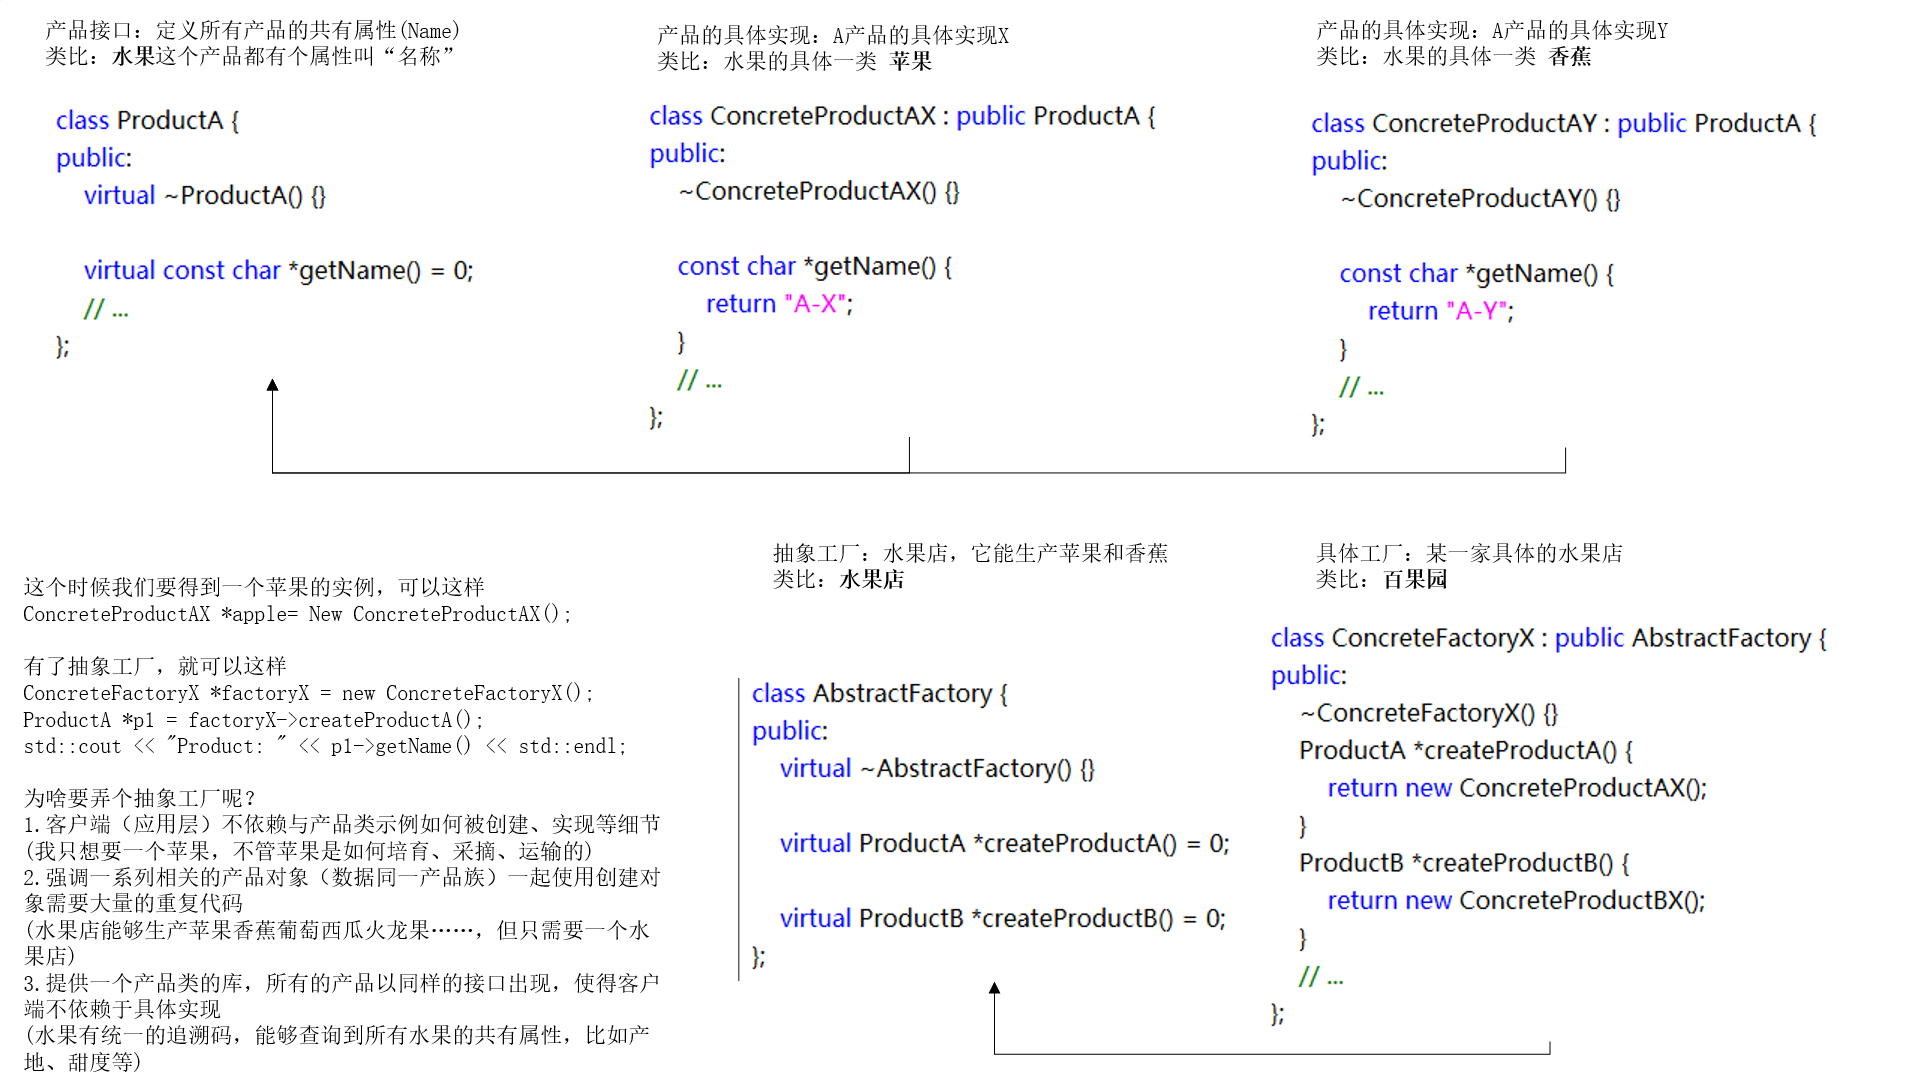 产品接口：定义所有产品的共有属性(Name)
类比：水果这个产品都有个属性叫“名称”
class ProductA {
public:
virtual ~ProductA() {}
virtual const char *getName() = 0;
// ...
};
产品的具体实现：A产品的具体实现X
类比：水果的具体一类 苹果
class ConcreteProductAX : public ProductA {
public:
~ConcreteProductAX() {}
const char *getName() {
return "A-X";
}
// ...
};
产品的具体实现：A产品的具体实现Y
类比：水果的具体一类 香蕉
class ConcreteProductAY : public ProductA {
public:
~ConcreteProductAY() {}
const char *getName() {
return "A-Y";
}
// ...
};
这个时候我们要得到一个苹果的实例，可以这样
ConcreteProductAX *apple= New ConcreteProductAX();
有了抽象工厂，就可以这样
ConcreteFactoryX *factoryX = new ConcreteFactoryX();
ProductA *p1 = factoryX->createProductA();
std::cout << "Product: " << p1->getName() << std::endl;
为啥要弄个抽象工厂呢？
1.客户端（应用层）不依赖与产品类示例如何被创建、实现等细节
(我只想要一个苹果，不管苹果是如何培育、采摘、运输的)
2.强调一系列相关的产品对象（数据同一产品族）一起使用创建对
象需要大量的重复代码
(水果店能够生产苹果香蕉葡萄西瓜火龙果……，但只需要一个水
果店)
3.提供一个产品类的库，所有的产品以同样的接口出现，使得客户
端不依赖于具体实现
(水果有统一的追溯码，能够查询到所有水果的共有属性，比如产
地、甜度等)
抽象工厂：水果店，它能生产苹果和香蕉
类比：水果店
class AbstractFactory {
public:
virtual ~AbstractFactory() {}
virtual ProductA *createProductA() = 0;
virtual ProductB *createProductB() = 0;
};
具体工厂：某一家具体的水果店
类比：百果园
class ConcreteFactoryX : public AbstractFactory {
public:
~ConcreteFactoryX() {}
ProductA *createProductA() {
return new ConcreteProductAX();
}
ProductB *createProductB() {
return new ConcreteProductBX();
}
// ...
};